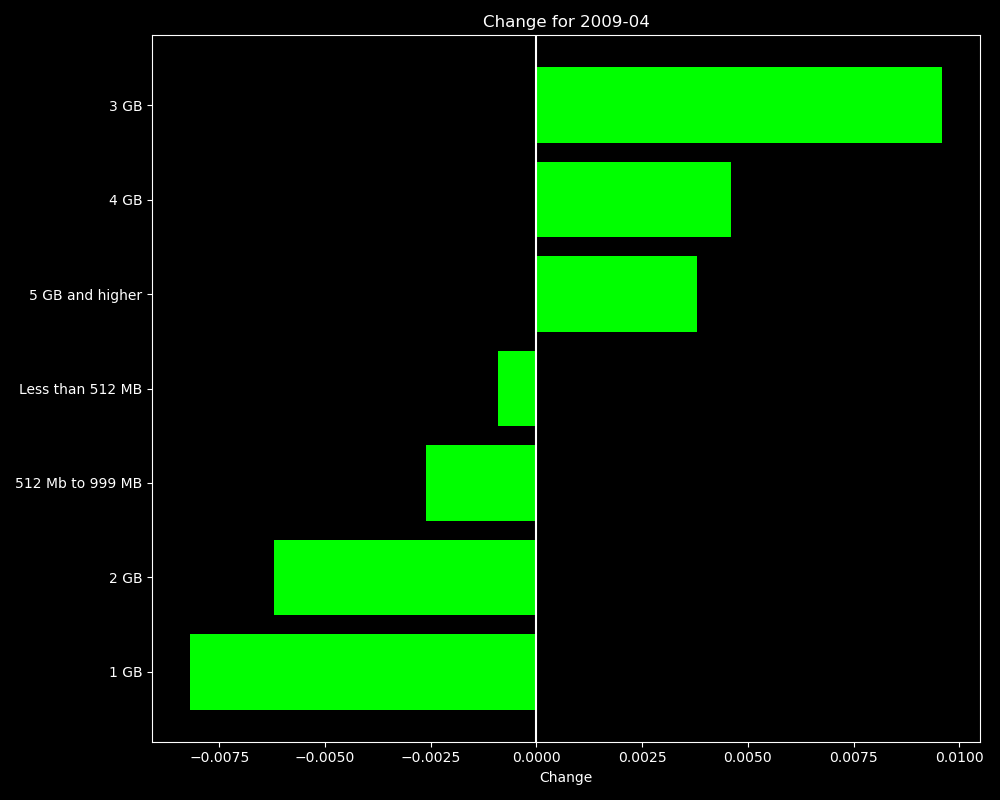 Change for 2009-04
3 GB
4 GB
5 GB and higher
Less than 512 MB
512 Mb to 999 MB
2 GB
1 GB
−0.0075 −0.0050 −0.0025 0.0000 0.0025 0.0050 0.0075 0.0100
Change